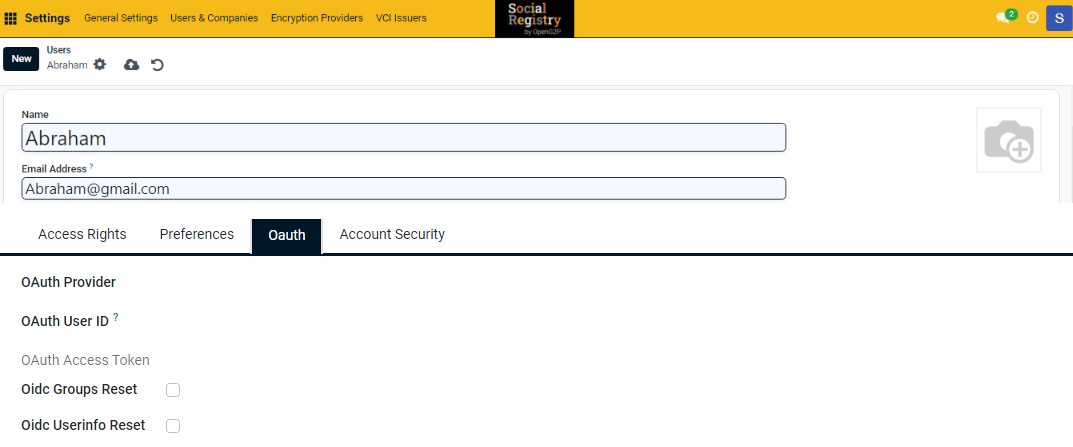 Settings General Settings Users & Companies Encryption Providers VCI Issuers
Social
Registry
by OpenG2P
2
S
New
Users
Abraham
Name
Abraham
Email Address ?
Abraham@gmail.com
Access Rights Preferences Oauth Account Security
OAuth Provider
OAuth User ID ?
OAuth Access Token
Oidc Groups Reset
Oidc Userinfo Reset